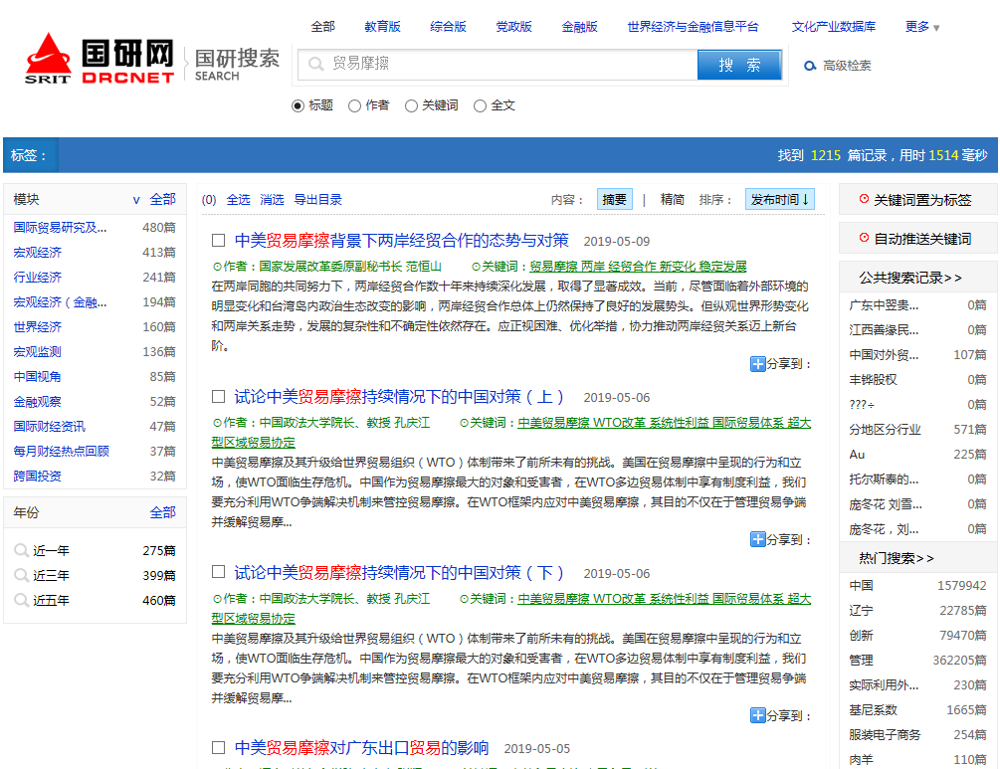 全部 教育版 综合版 党政版 金融版 世界经济与金融信息平台 文化产业数据库 更多
国研网 国研搜索
SRIT DRCNET SEARCH
贸易摩擦 搜 索 高级检索
标题 作者 关键词 全文
标签： 找到 1215 篇记录，用时1514 毫秒
模块 v 全部
国际贸易研究及... 480篇
宏观经济 413篇
行业经济 241篇
宏观经济（金融... 194篇
世界经济 160篇
宏观监测 136篇
中国视角 85篇
金融观察 52篇
国际财经资讯 47篇
每月财经热点回顾 37篇
跨国投资 32篇
年份 全部
近一年 275篇
近三年 399篇
近五年 460篇
(0) 全选 消选 导出目录 内容： 摘要 | 精简 排序： 发布时间↓
中美贸易摩擦背景下两岸经贸合作的态势与对策 2019-05-09
⊙作者：国家发展改革委原副秘书长 范恒山 ⊙关键词：贸易摩擦 两岸 经贸合作 新变化 稳定发展
在两岸同胞的共同努力下，两岸经贸合作数十年来持续深化发展，取得了显著成效。当前，尽管面临着外部环境的
明显变化和台湾岛内政治生态改变的影响，两岸经贸合作总体上仍然保持了良好的发展势头。但纵观世界形势变化
和两岸关系走势，发展的复杂性和不确定性依然存在。应正视困难、优化举措，协力推动两岸经贸关系迈上新台
阶。
分享到：
试论中美贸易摩擦持续情况下的中国对策（上） 2019-05-06
⊙作者：中国政法大学院长、教授 孔庆江 ⊙关键词：中美贸易摩擦 WTO改革 系统性利益 国际贸易体系 超大
型区域贸易协定
中美贸易摩擦及其升级给世界贸易组织（WTO）体制带来了前所未有的挑战。美国在贸易摩擦中呈现的行为和立
场，使WTO面临生存危机。中国作为贸易摩擦最大的对象和受害者，在WTO多边贸易体制中享有制度利益，我们
要充分利用WTO争端解决机制来管控贸易摩擦。在WTO框架内应对中美贸易摩擦，其目的不仅在于管理贸易争端
并缓解贸易摩...
分享到：
试论中美贸易摩擦持续情况下的中国对策（下） 2019-05-06
⊙作者：中国政法大学院长、教授 孔庆江 ⊙关键词：中美贸易摩擦 WTO改革 系统性利益 国际贸易体系 超大
型区域贸易协定
中美贸易摩擦及其升级给世界贸易组织（WTO）体制带来了前所未有的挑战。美国在贸易摩擦中呈现的行为和立
场，使WTO面临生存危机。中国作为贸易摩擦最大的对象和受害者，在WTO多边贸易体制中享有制度利益，我们
要充分利用WTO争端解决机制来管控贸易摩擦。在WTO框架内应对中美贸易摩擦，其目的不仅在于管理贸易争端
并缓解贸易摩...
分享到：
中美贸易摩擦对广东出口贸易的影响 2019-05-05
关键词置为标签
自动推送关键词
公共搜索记录>>
广东中翌贵... 0篇
江西善缘民... 0篇
中国对外贸... 107篇
丰铧股权 0篇
???÷ 0篇
分地区分行业 571篇
Au 225篇
托尔斯泰的... 0篇
庞冬花 刘雪... 0篇
庞冬花，刘... 0篇
热门搜索>>
中国 1579942
辽宁 22785篇
创新 79470篇
管理 362205篇
实际利用外... 230篇
基尼系数 1665篇
服装电子商务 254篇
肉羊 110篇